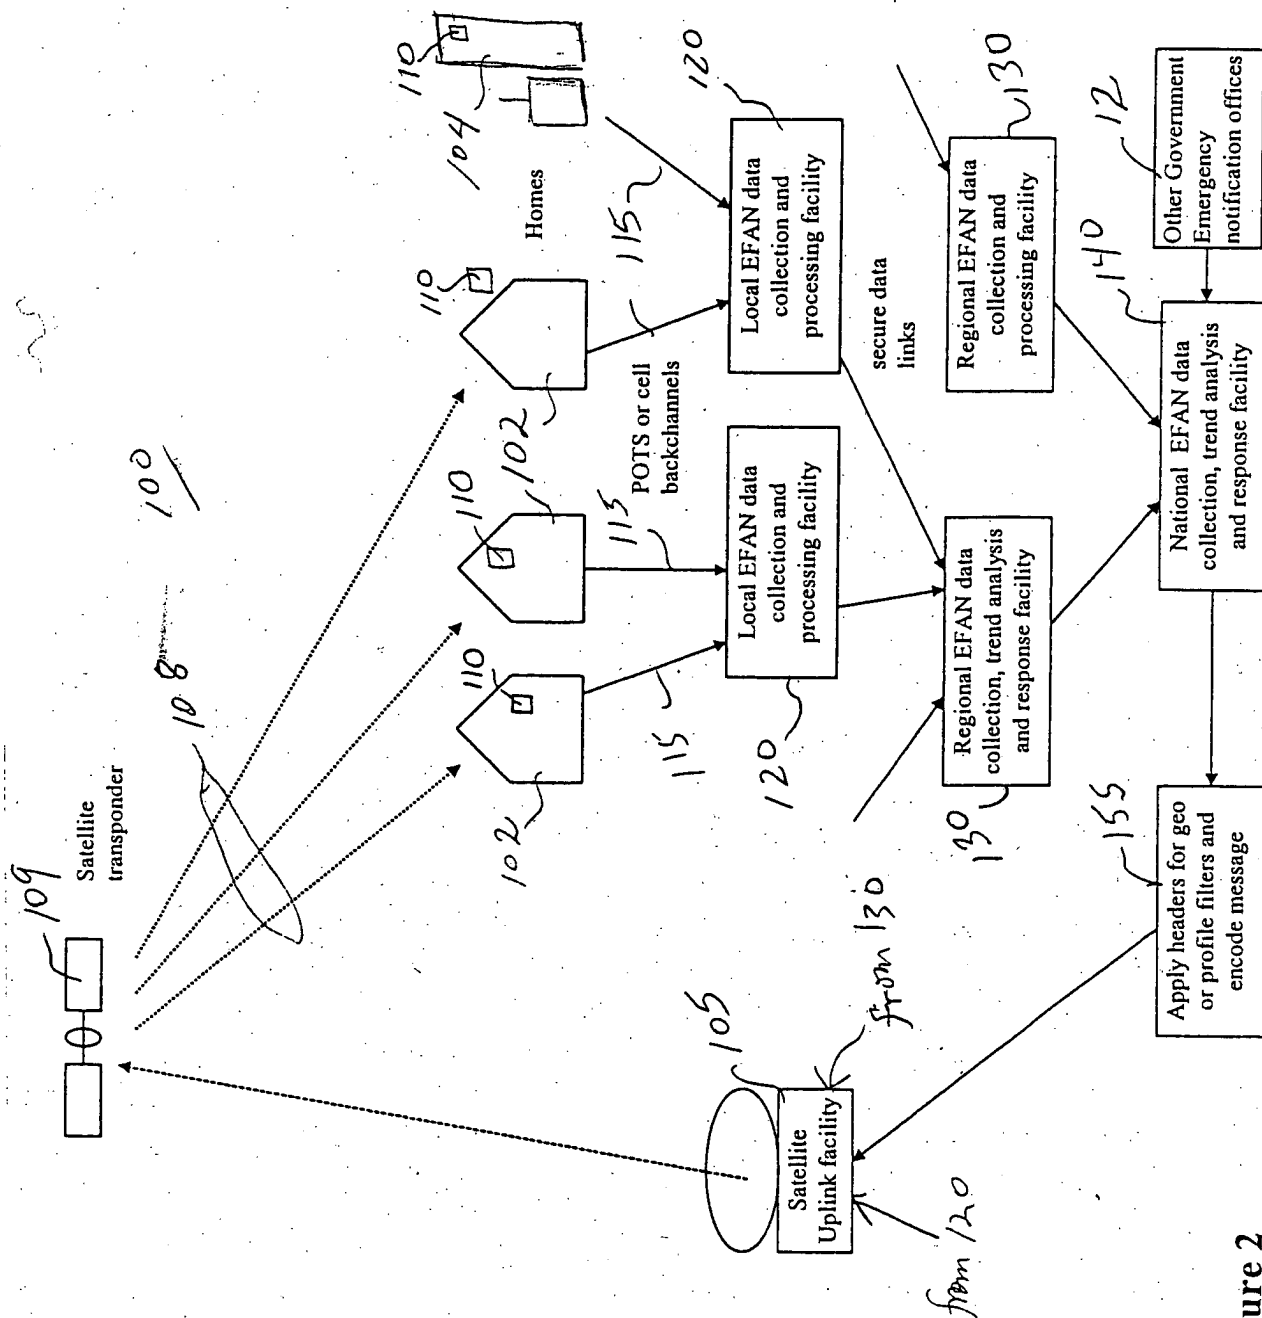 109
Satellite
transporder
100
108
110
104
110
Homes
102
110
102
110
102
115
115
115
115
POTS or cell
backchannels
120
Local EFAN data
collection and
processing facility
120
Local EFAN data
collection and
processing facility
secure data
links
105
Satellite
Uplink facility
from 120
from 130
130
Regional EFAN data
collection, trend analysis
and response facility
130
Regional EFAN data
collection and
processing facility
155
Apply headers for geo
or profile filters and
encode message
140
National EFAN data
collection, trend analysis
and response facility
12
Other Government
Emergency
notification offices
ure 2